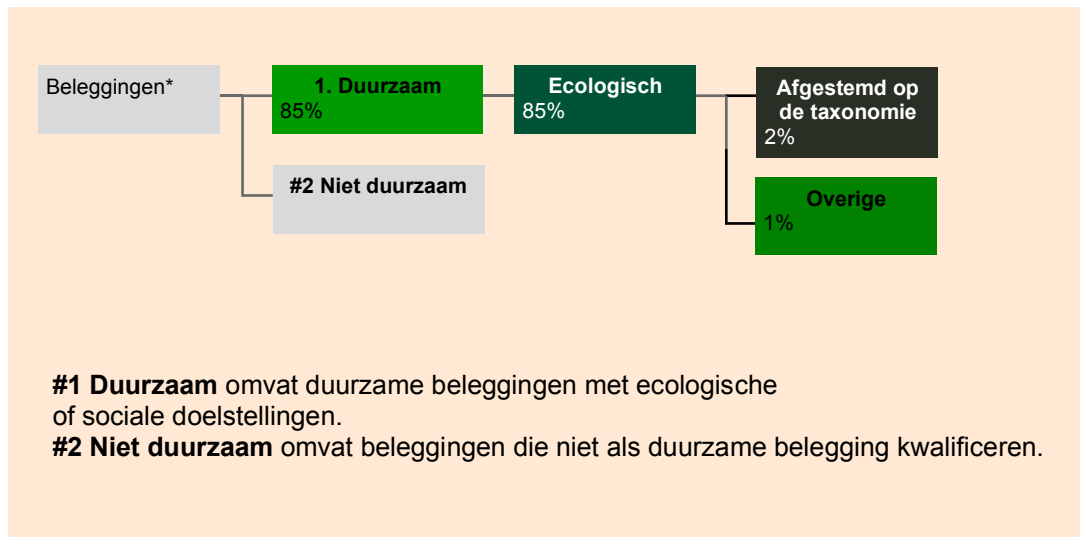 Beleggingen*
1. Duurzaam
85%
Ecologisch
85%
Afgestemd op
de taxonomie
2%
#2 Niet duurzaam
Overige
1%
#1 Duurzaam omvat duurzame beleggingen met ecologische
of sociale doelstellingen.
#2 Niet duurzaam omvat beleggingen die niet als duurzame belegging kwalificeren.